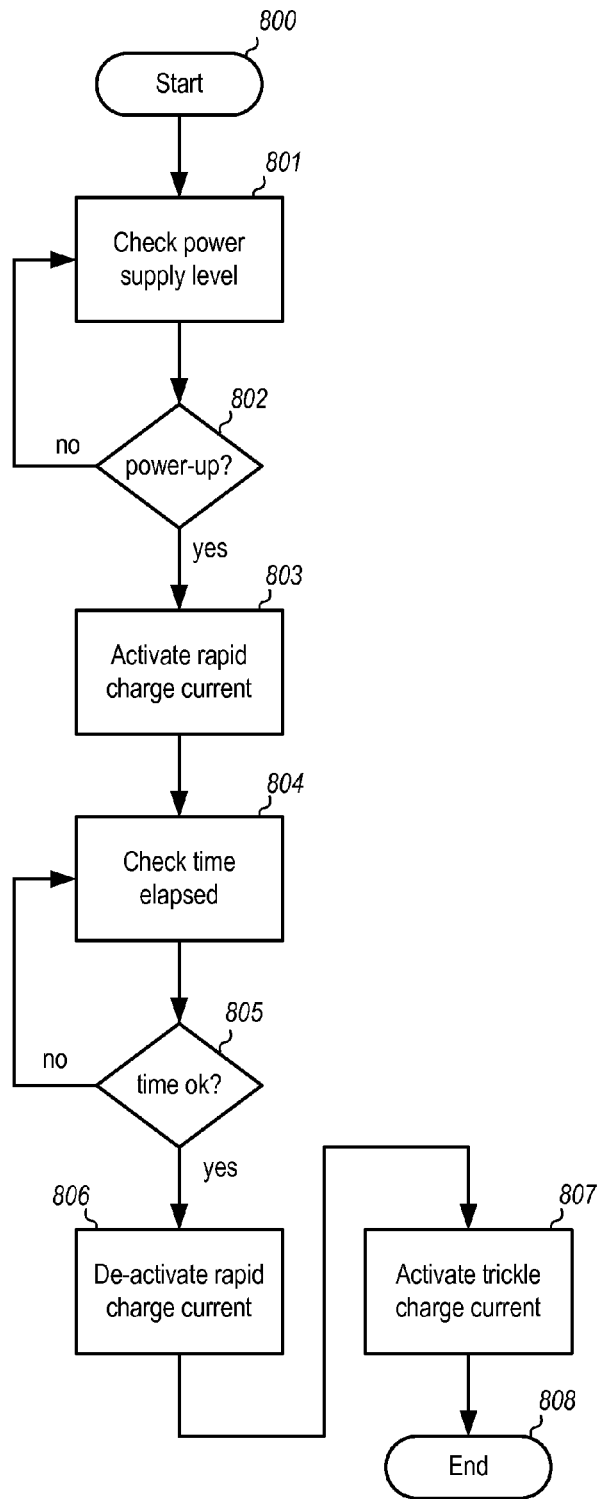 800
Start
801
Check power
supply level
802
no
power-up?
yes
803
Activate rapid
charge current
804
Check time
elapsed
805
no
time ok?
yes
806
De-activate rapid
charge current
807
Activate trickle
charge current
808
End